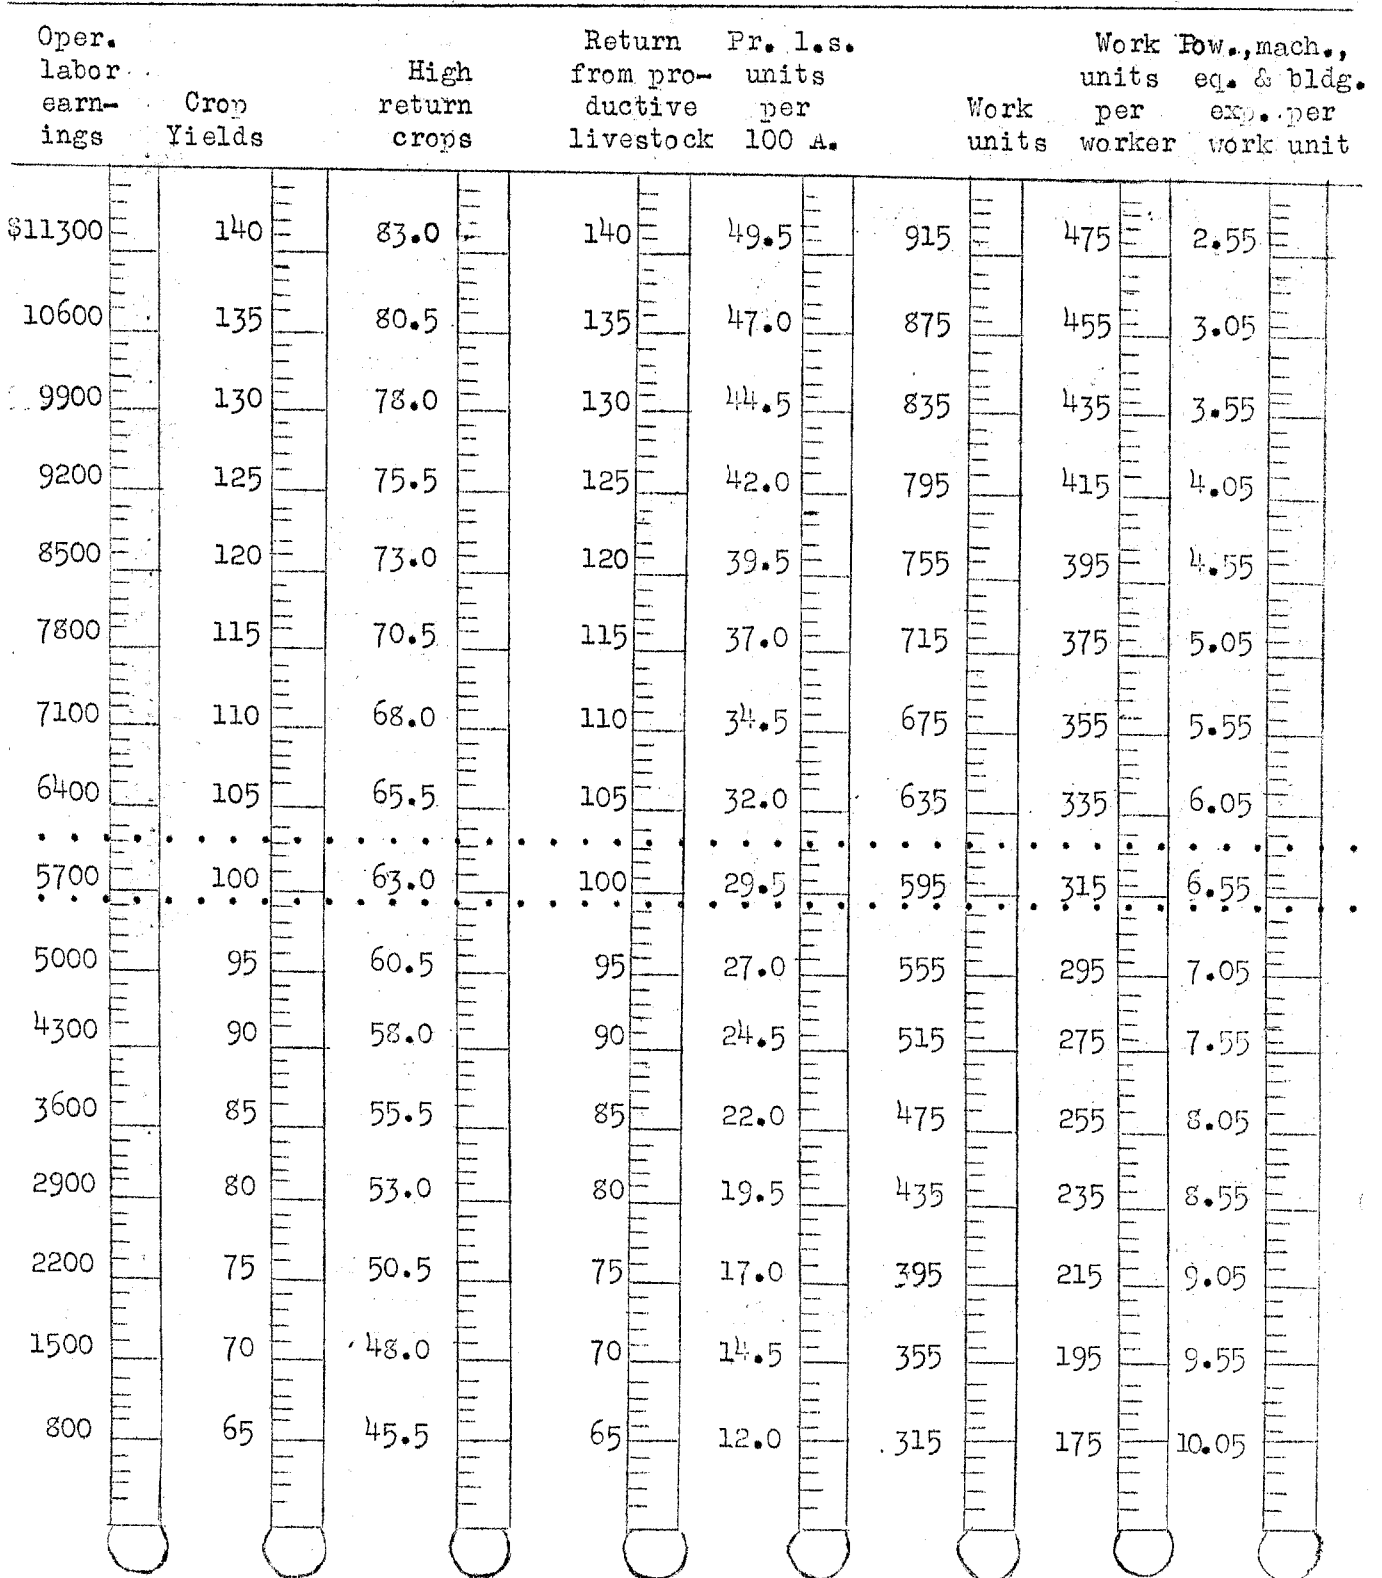 Oper. Return Pr. l.s. Work Pow., mach.,
labor High from pro- units units eq. & bldg.
earn- Crop return ductive per Work per exp. per
ings Yields crops livestock 100 A. units worker work unit
$11300 140 83.0 140 49.5 915 475 2.55
10600 135 80.5 135 47.0 875 455 3.05
9900 130 78.0 130 44.5 835 435 3.55
9200 125 75.5 125 42.0 795 415 4.05
8500 120 73.0 120 39.5 755 395 4.55
7800 115 70.5 115 37.0 715 375 5.05
7100 110 68.0 110 34.5 675 355 5.55
6400 105 65.5 105 32.0 635 335 6.05
5700 100 63.0 100 29.5 595 315 6.55
5000 95 60.5 95 27.0 555 295 7.05
4300 90 58.0 90 24.5 515 275 7.55
3600 85 55.5 85 22.0 475 255 8.05
2900 80 53.0 80 19.5 435 235 8.55
2200 75 50.5 75 17.0 395 215 9.05
1500 70 48.0 70 14.5 355 195 9.55
800 65 45.5 65 12.0 315 175 10.05